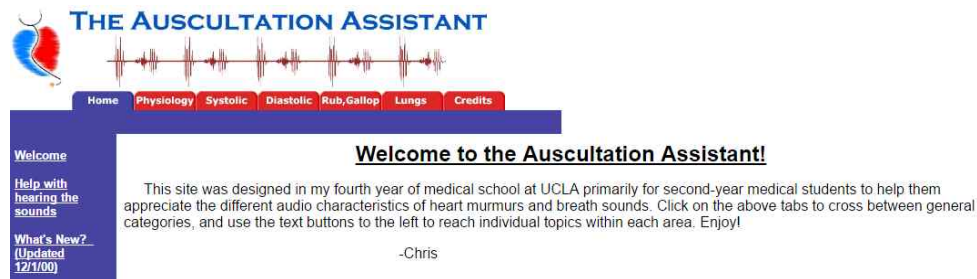 THE AUSCULTATION ASSISTANT
Home Physiology Systolic Diastolic Rub,Gallop Lungs Credits
Welcome
Help with
hearing the
sounds
What's New?
(Updated
12/1/00)
Welcome to the Auscultation Assistant!
This site was designed in my fourth year of medical school at UCLA primarily for second-year medical students to help them
appreciate the different audio characteristics of heart murmurs and breath sounds. Click on the above tabs to cross between general
categories, and use the text buttons to the left to reach individual topics within each area. Enjoy!
-Chris